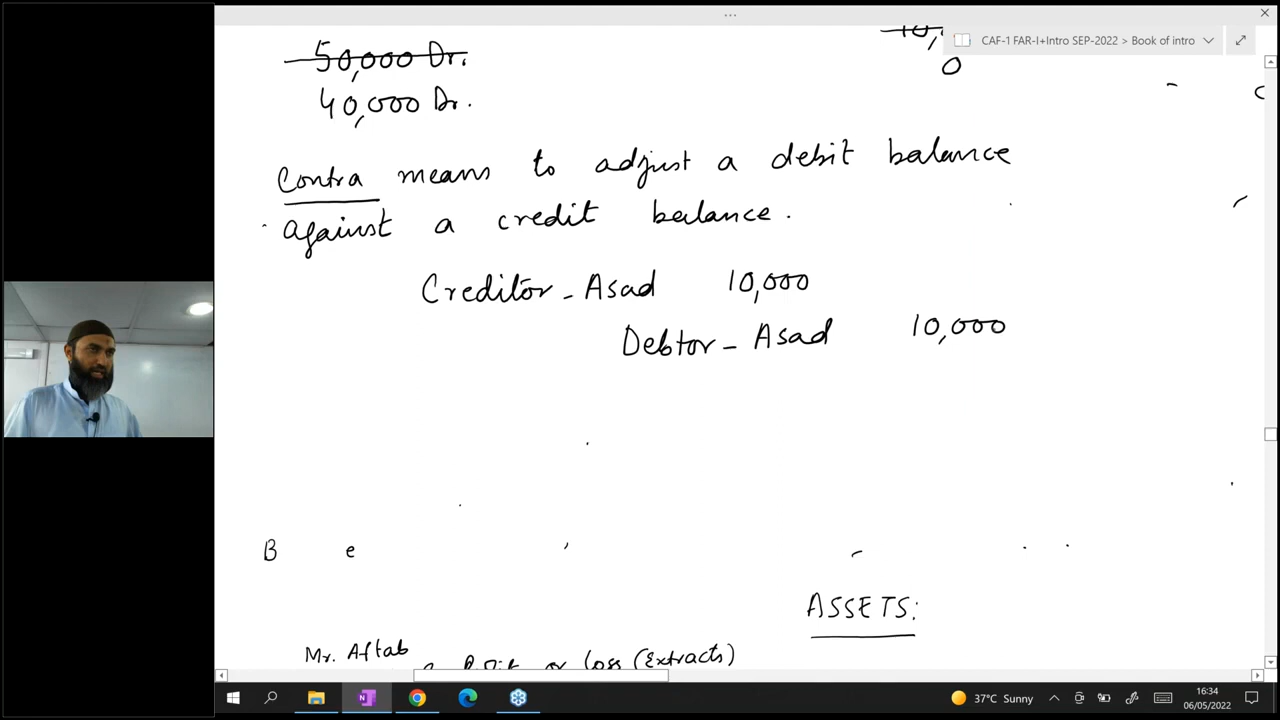 CAF-1 FAR-I+Intro SEP-2022 > Book of intro
50,000 Dr.
10,
0
40,000 Dr.
Contra means to adjust a debit balance
against a credit balance.
Creditor - Asad 10,000
Debtor - Asad 10,000
B e
ASSETS:
Mr. Aftab
or loss (Extracts)
37°C Sunny
16:34
06/05/2022